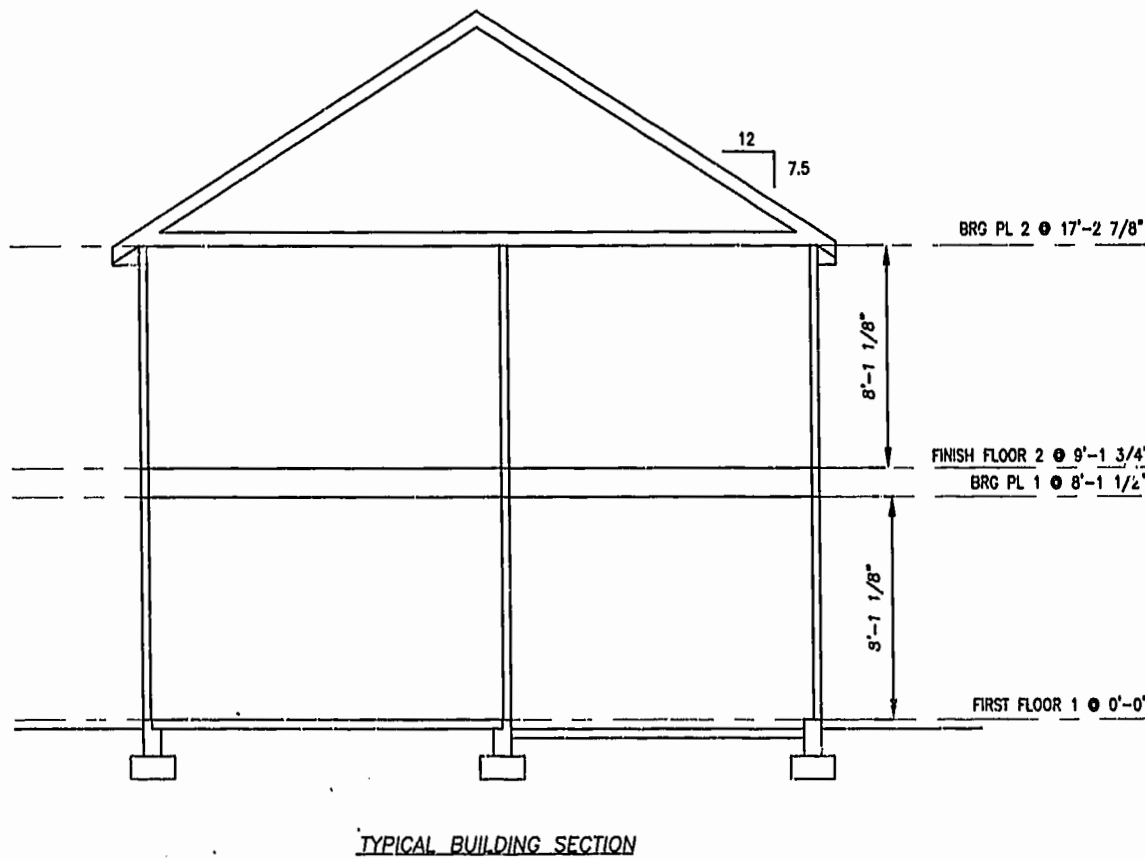 12
7.5
BRG PL 2 @ 17'-2 7/8"
8'-1 1/8"
FINISH FLOOR 2 @ 9'-1 3/4"
BRG PL 1 @ 8'-1 1/2"
8'-1 1/8"
FIRST FLOOR 1 @ 0'-0"
TYPICAL BUILDING SECTION